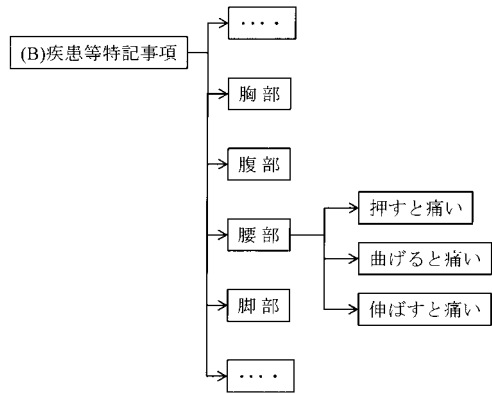 (B)疾患等特記事項
・・・・
胸部
腹部
腰部
押すと痛い
曲げると痛い
伸ばすと痛い
脚部
・・・・